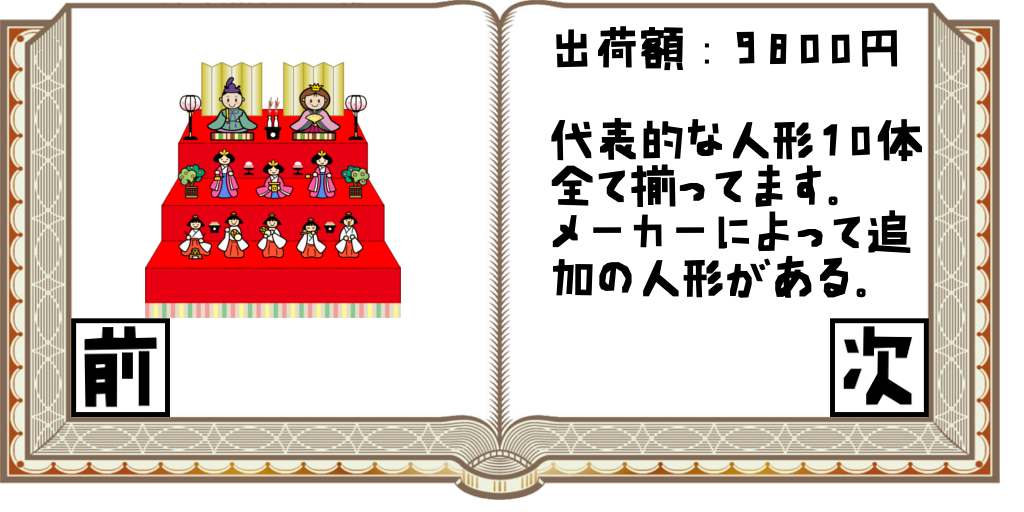 出荷額：9800円
代表的な人形10体
全て揃ってます。
メーカーによって追
加の人形がある。
前
次